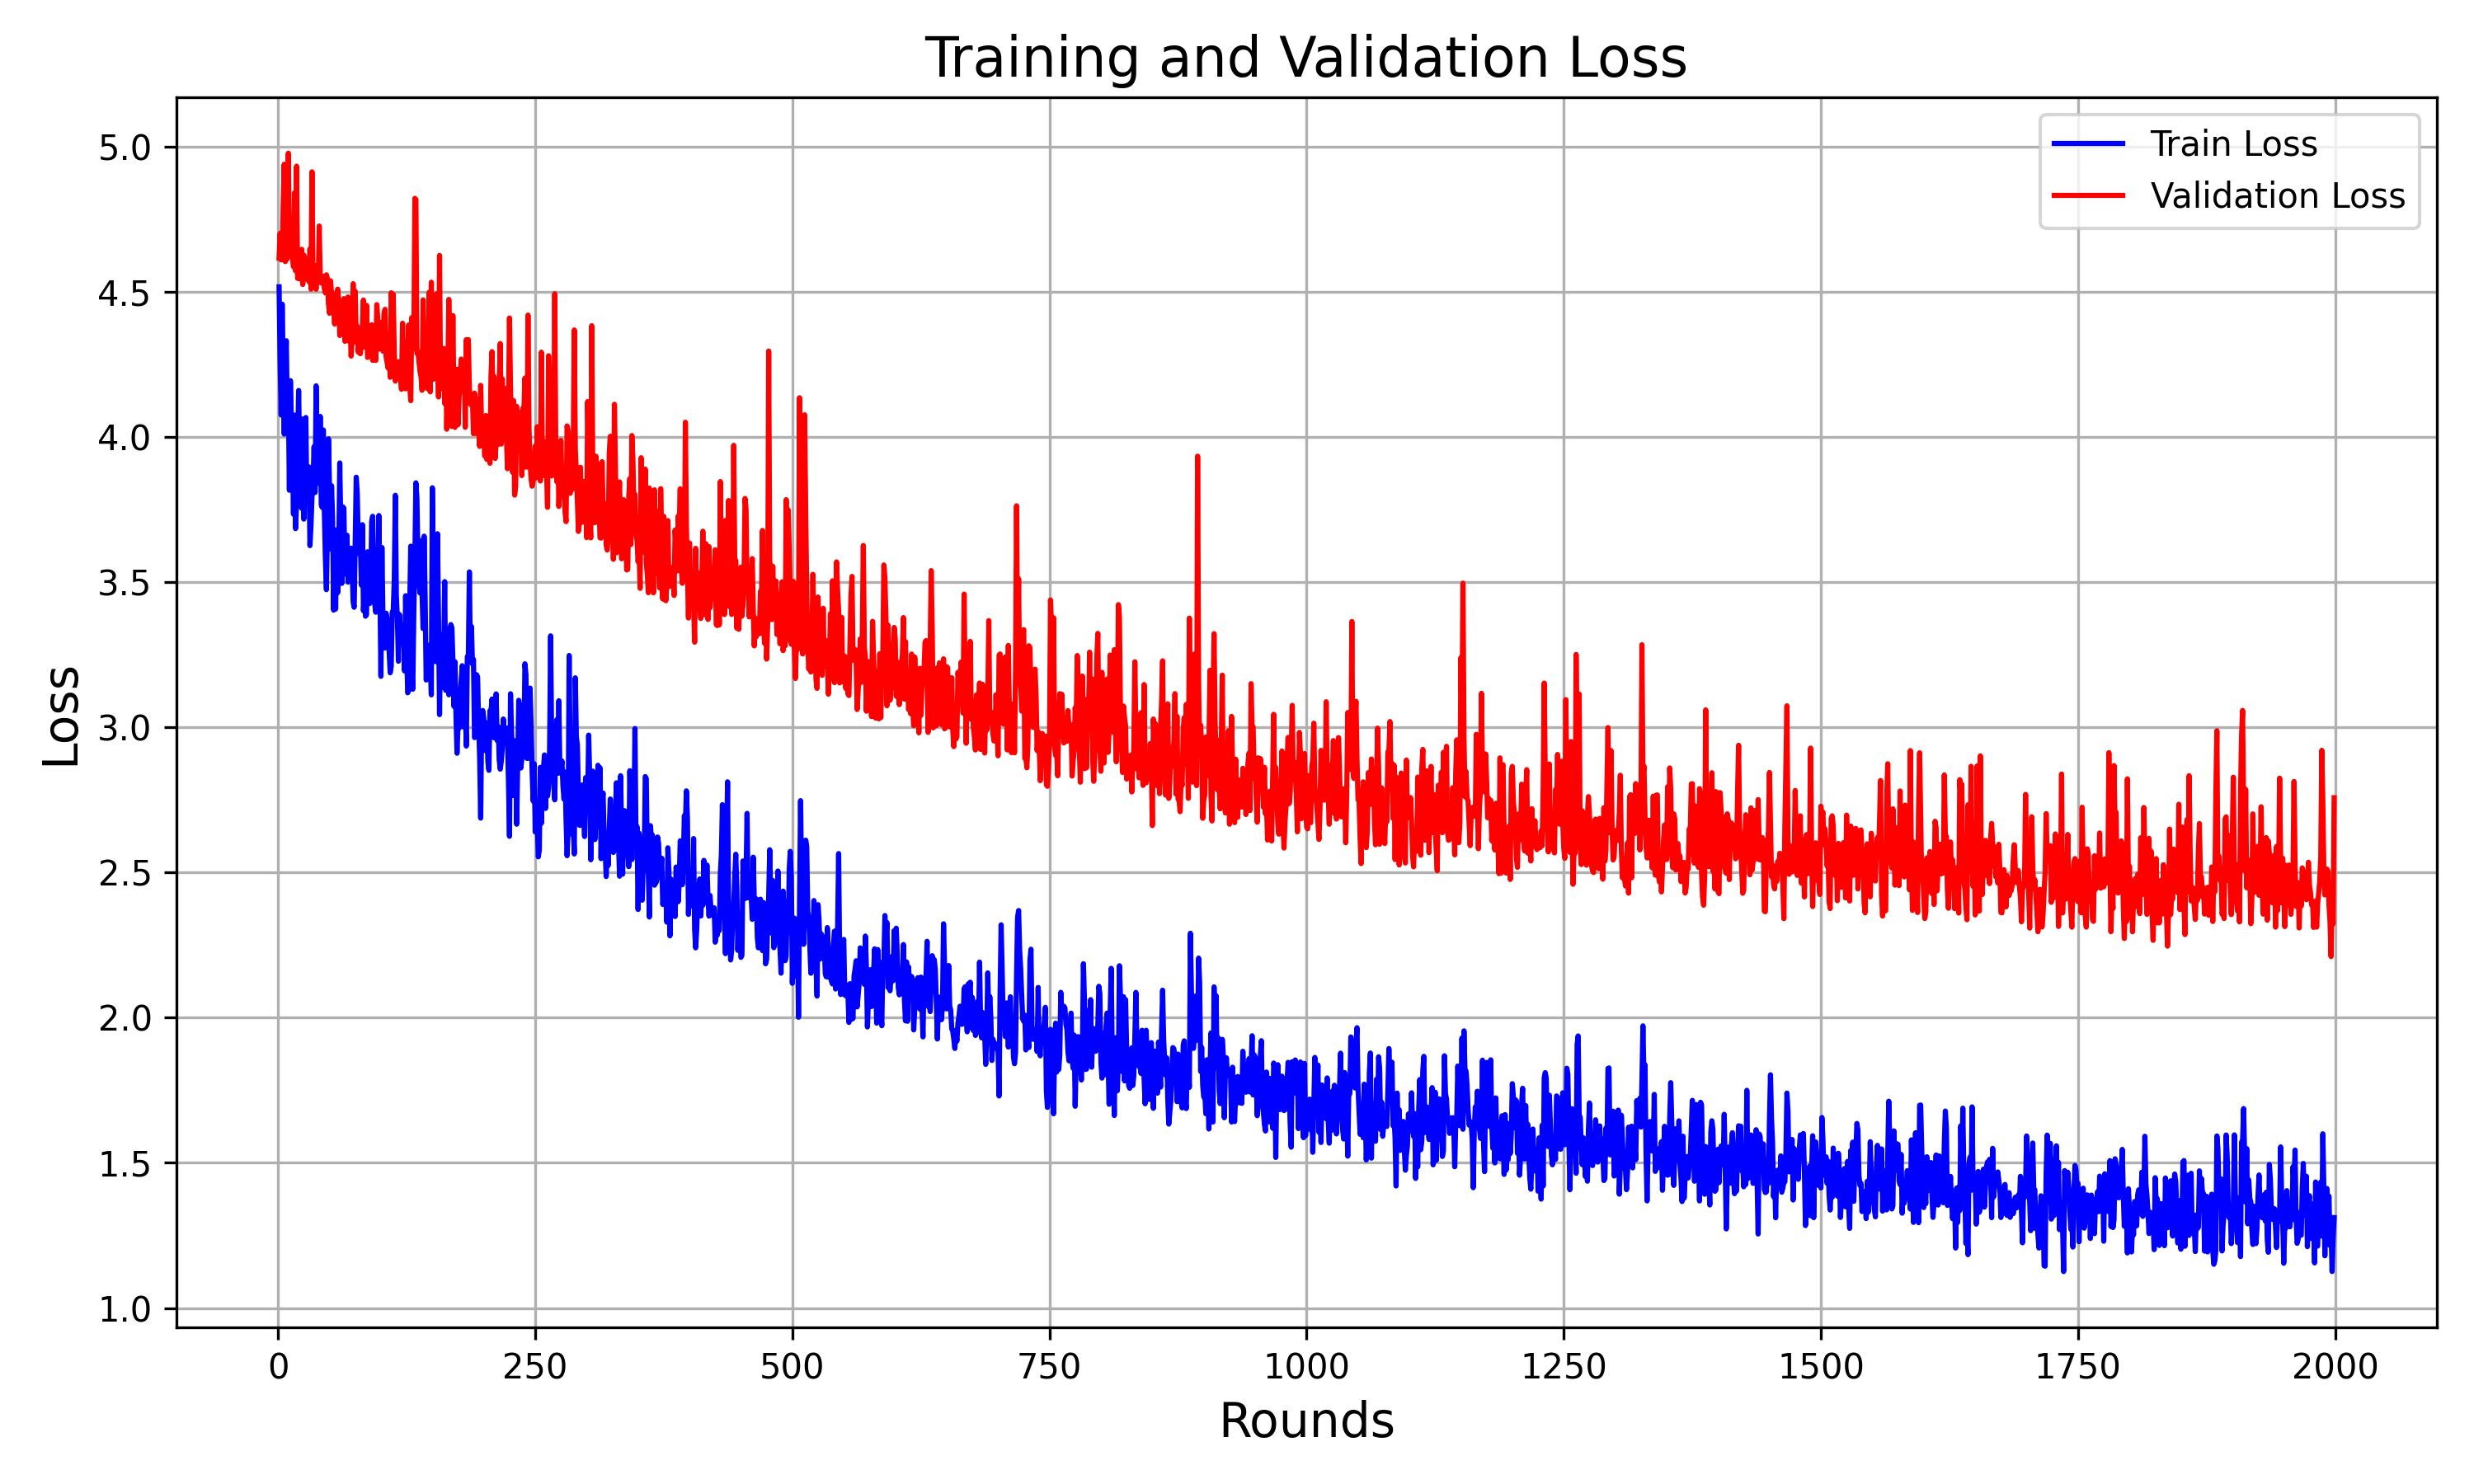 Training and Validation Loss
Train Loss
Validation Loss
5.0
4.5
4.0
3.5
3.0
2.5
2.0
1.5
1.0
Loss
0 250 500 750 1000 1250 1500 1750 2000
Rounds